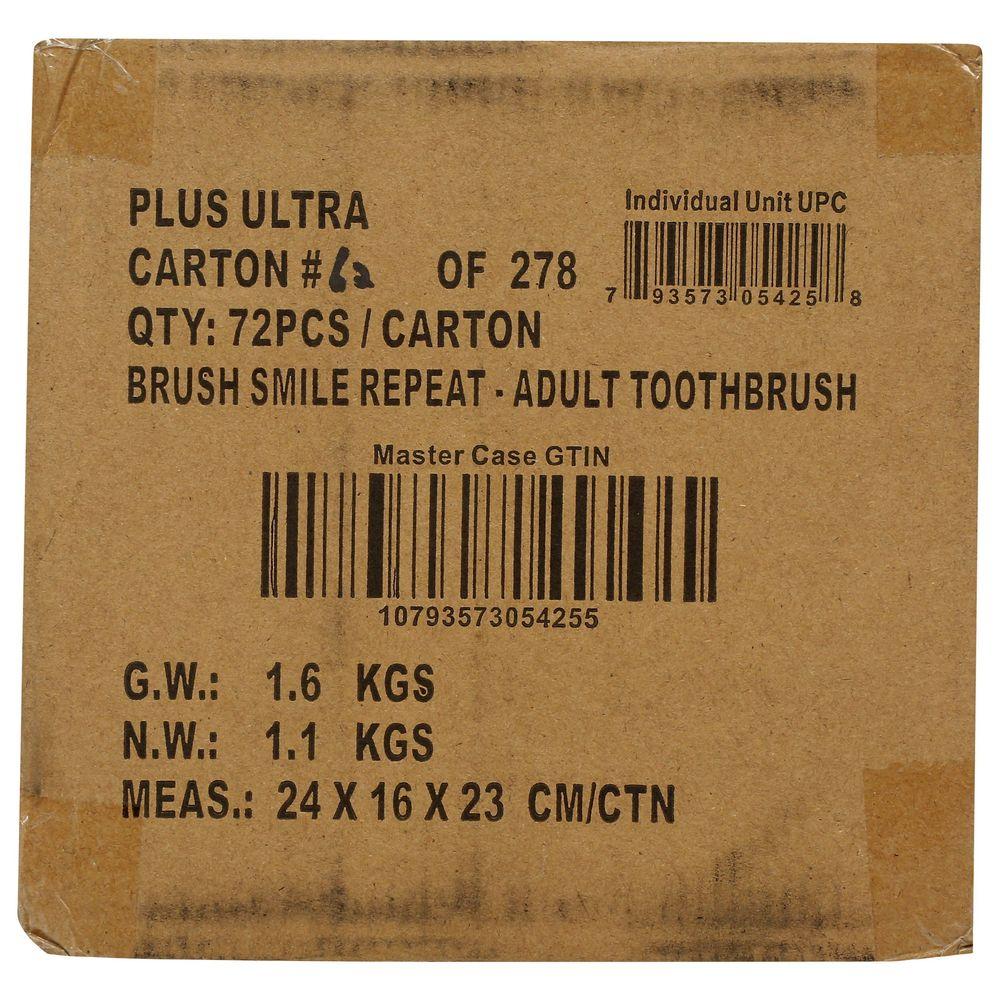 PLUS ULTRA
CARTON #62 OF 278
QTY: 72PCS / CARTON
BRUSH SMILE REPEAT - ADULT TOOTHBRUSH
Individual Unit UPC
7 93573 05425 8
Master Case GTIN
10793573054255
G.W.: 1.6 KGS
N.W.: 1.1 KGS
MEAS.: 24 X 16 X 23 CM/CTN